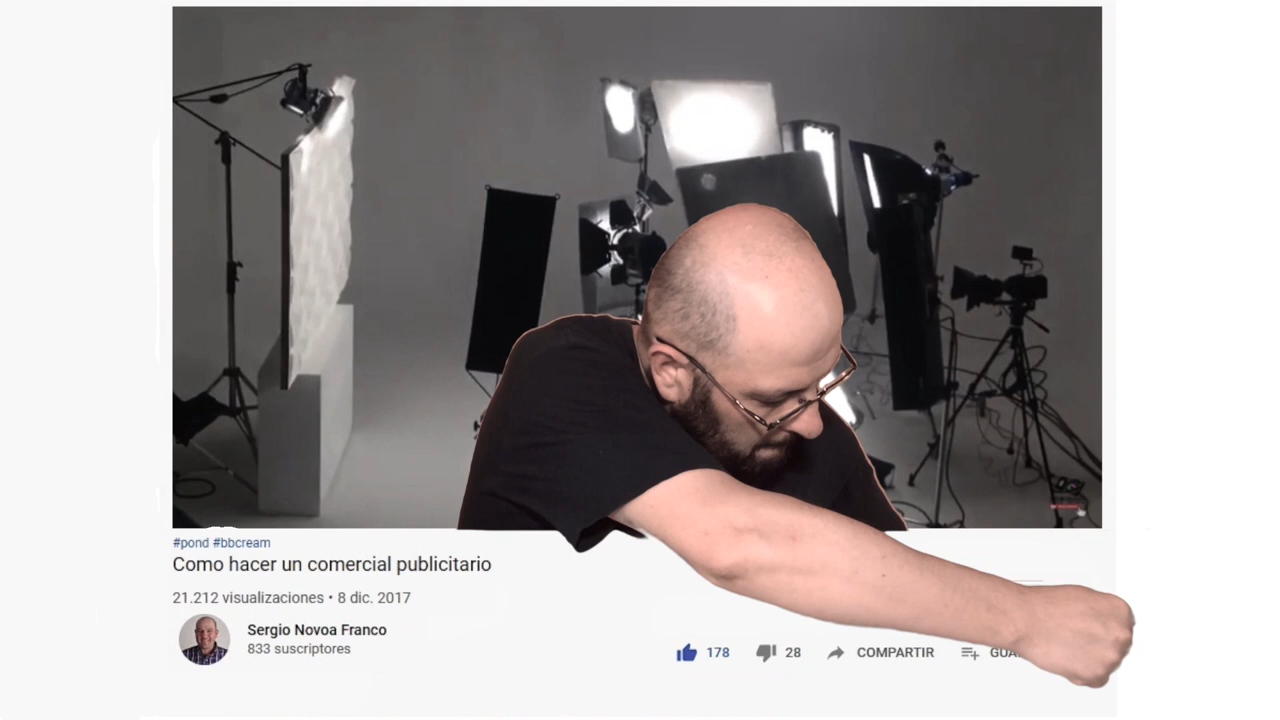 #pond #bbcream
Como hacer un comercial publicitario
21.212 visualizaciones • 8 dic. 2017
Sergio Novoa Franco
833 suscriptores
178 28 COMPARTIR